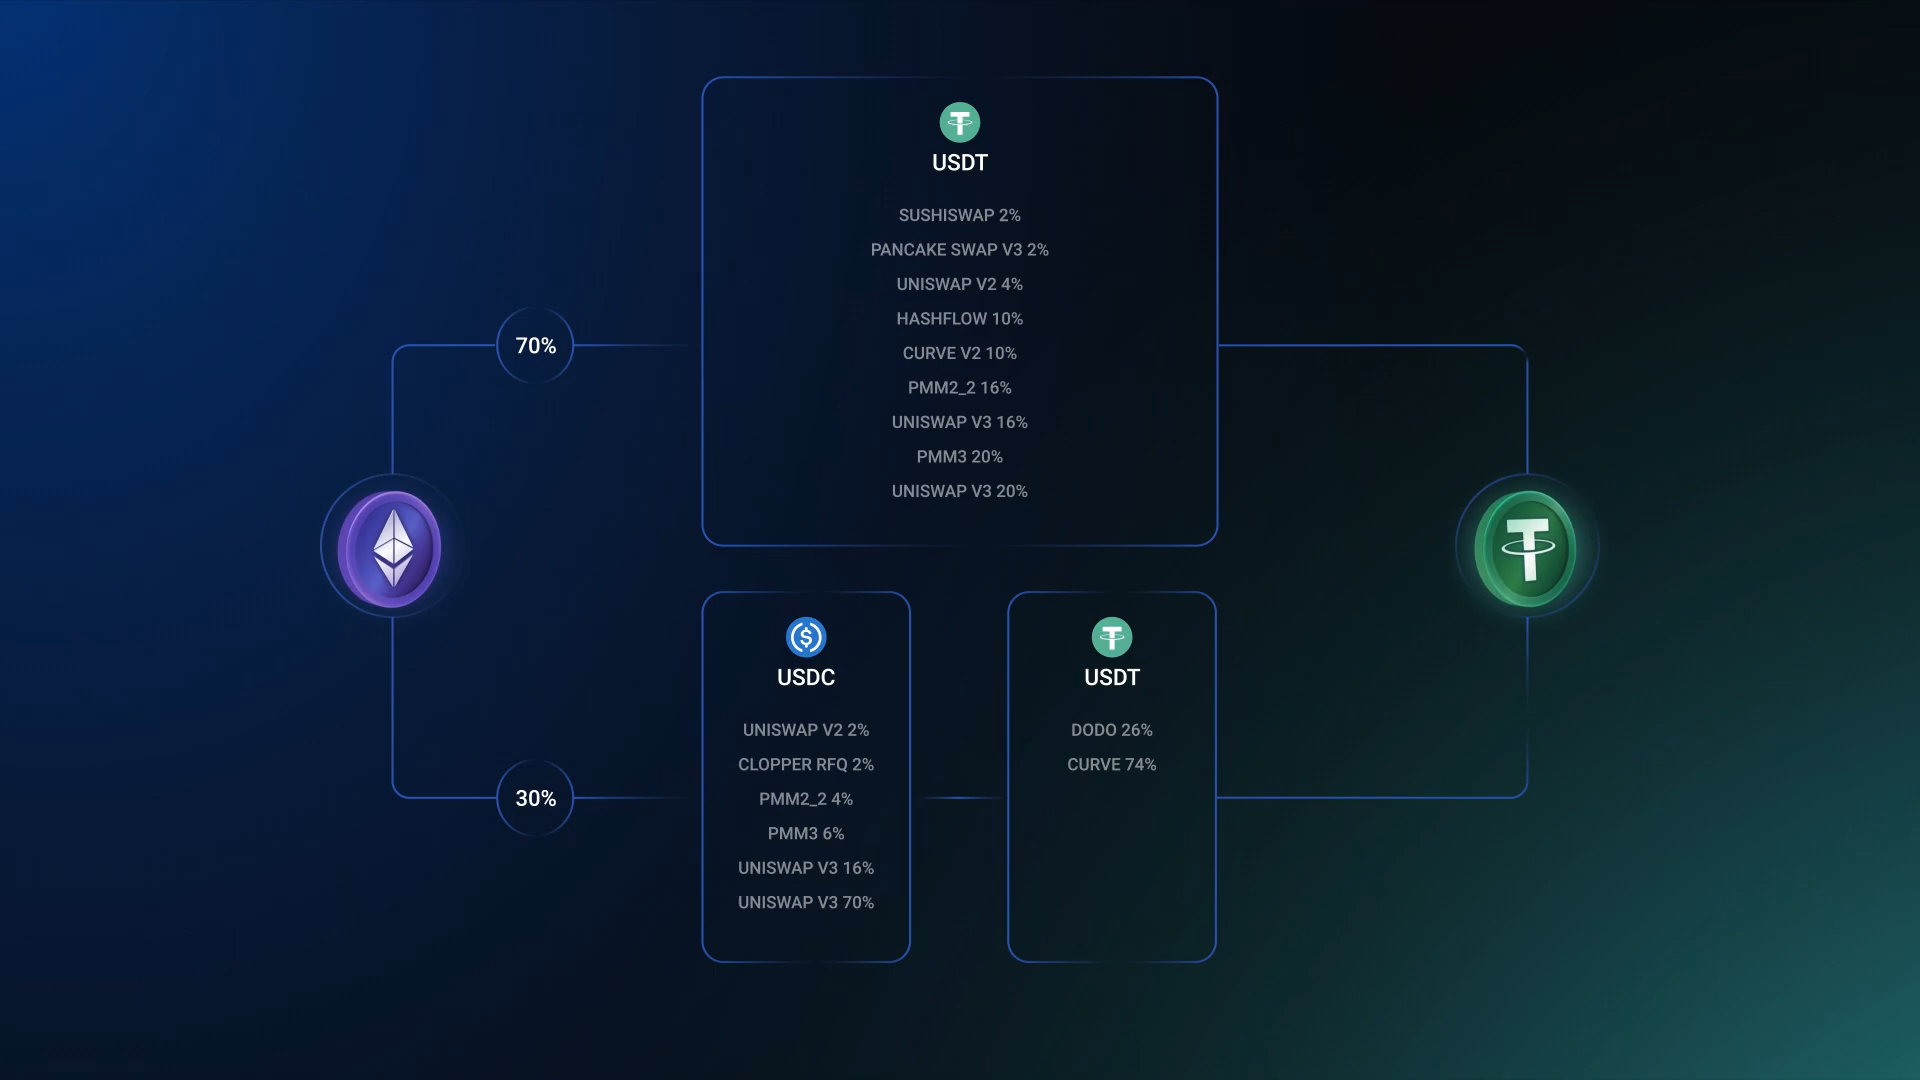 USDT
SUSHISWAP 2%
PANCAKE SWAP V3 2%
UNISWAP V2 4%
HASHFLOW 10%
CURVE V2 10%
PMM2_2 16%
UNISWAP V3 16%
PMM3 20%
UNISWAP V3 20%
70%
30%
USDC
UNISWAP V2 2%
CLOPPER RFQ 2%
PMM2_2 4%
PMM3 6%
UNISWAP V3 16%
UNISWAP V3 70%
USDT
DODO 26%
CURVE 74%